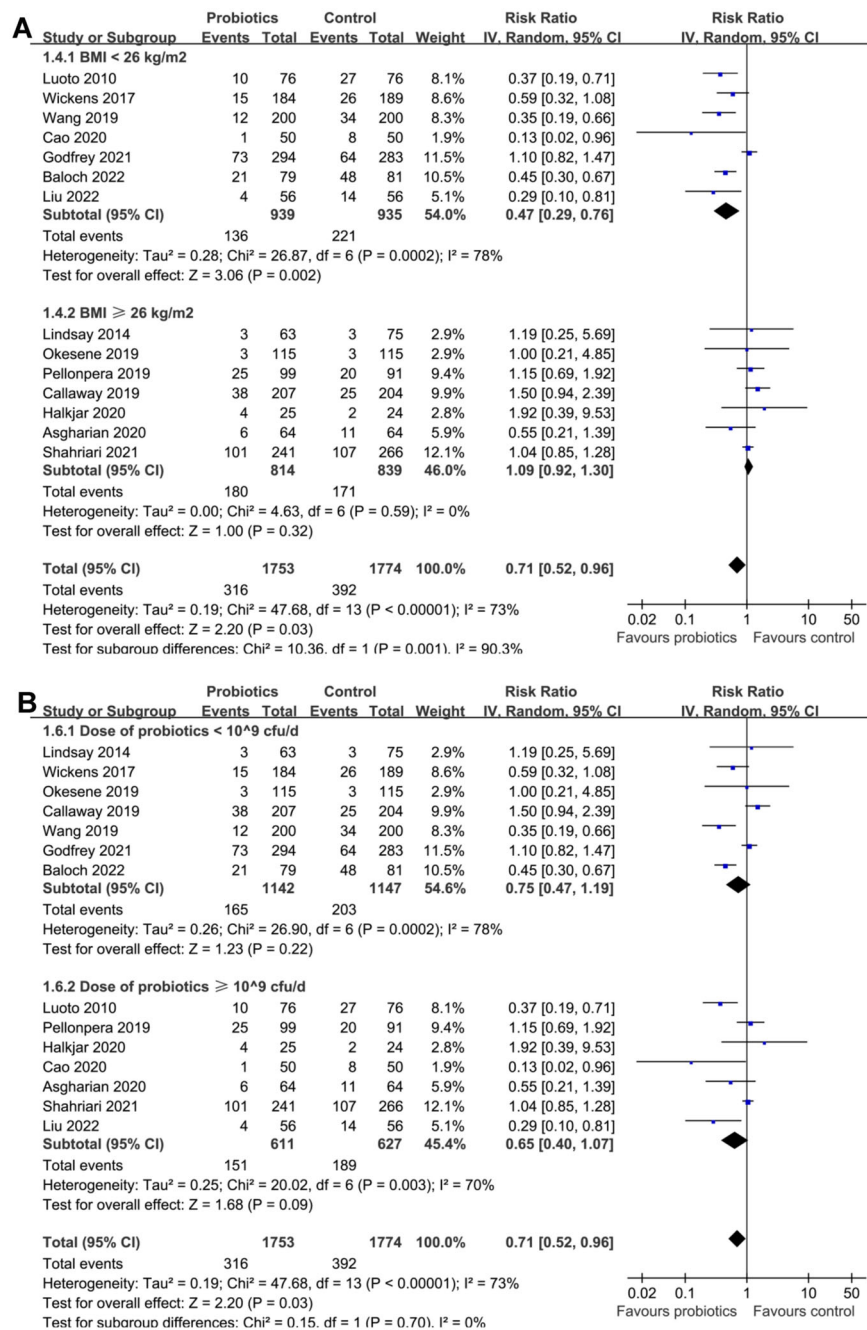 A
Probiotics Control Risk Ratio Risk Ratio
Study or Subgroup Events Total Events Total Weight IV, Random, 95% CI IV, Random, 95% CI
1.4.1 BMI < 26 kg/m2
Luoto 2010 10 76 27 76 8.1% 0.37 [0.19, 0.71]
Wickens 2017 15 184 26 189 8.6% 0.59 [0.32, 1.08]
Wang 2019 12 200 34 200 8.3% 0.35 [0.19, 0.66]
Cao 2020 1 50 8 50 1.9% 0.13 [0.02, 0.96]
Godfrey 2021 73 294 64 283 11.5% 1.10 [0.82, 1.47]
Baloch 2022 21 79 48 81 10.5% 0.45 [0.30, 0.67]
Liu 2022 4 56 14 56 5.1% 0.29 [0.10, 0.81]
Subtotal (95% CI) 939 935 54.0% 0.47 [0.29, 0.76]
Total events 136 221
Heterogeneity: Tau² = 0.28; Chi² = 26.87, df = 6 (P = 0.0002); I² = 78%
Test for overall effect: Z = 3.06 (P = 0.002)
1.4.2 BMI ⩾ 26 kg/m2
Lindsay 2014 3 63 3 75 2.9% 1.19 [0.25, 5.69]
Okesene 2019 3 115 3 115 2.9% 1.00 [0.21, 4.85]
Pellonpera 2019 25 99 20 91 9.4% 1.15 [0.69, 1.92]
Callaway 2019 38 207 25 204 9.9% 1.50 [0.94, 2.39]
Halkjar 2020 4 25 2 24 2.8% 1.92 [0.39, 9.53]
Asgharian 2020 6 64 11 64 5.9% 0.55 [0.21, 1.39]
Shahriari 2021 101 241 107 266 12.1% 1.04 [0.85, 1.28]
Subtotal (95% CI) 814 839 46.0% 1.09 [0.92, 1.30]
Total events 180 171
Heterogeneity: Tau² = 0.00; Chi² = 4.63, df = 6 (P = 0.59); I² = 0%
Test for overall effect: Z = 1.00 (P = 0.32)
Total (95% CI) 1753 1774 100.0% 0.71 [0.52, 0.96]
Total events 316 392
Heterogeneity: Tau² = 0.19; Chi² = 47.68, df = 13 (P < 0.00001); I² = 73%
Test for overall effect: Z = 2.20 (P = 0.03)
Test for subgroup differences: Chi² = 10.36, df = 1 (P = 0.001), I² = 90.3%
0.02 0.1 1 10 50
Favours probiotics Favours control
B
Probiotics Control Risk Ratio Risk Ratio
Study or Subgroup Events Total Events Total Weight IV, Random, 95% CI IV, Random, 95% CI
1.6.1 Dose of probiotics < 10^9 cfu/d
Lindsay 2014 3 63 3 75 2.9% 1.19 [0.25, 5.69]
Wickens 2017 15 184 26 189 8.6% 0.59 [0.32, 1.08]
Okesene 2019 3 115 3 115 2.9% 1.00 [0.21, 4.85]
Callaway 2019 38 207 25 204 9.9% 1.50 [0.94, 2.39]
Wang 2019 12 200 34 200 8.3% 0.35 [0.19, 0.66]
Godfrey 2021 73 294 64 283 11.5% 1.10 [0.82, 1.47]
Baloch 2022 21 79 48 81 10.5% 0.45 [0.30, 0.67]
Subtotal (95% CI) 1142 1147 54.6% 0.75 [0.47, 1.19]
Total events 165 203
Heterogeneity: Tau² = 0.26; Chi² = 26.90, df = 6 (P = 0.0002); I² = 78%
Test for overall effect: Z = 1.23 (P = 0.22)
1.6.2 Dose of probiotics ⩾ 10^9 cfu/d
Luoto 2010 10 76 27 76 8.1% 0.37 [0.19, 0.71]
Pellonpera 2019 25 99 20 91 9.4% 1.15 [0.69, 1.92]
Halkjar 2020 4 25 2 24 2.8% 1.92 [0.39, 9.53]
Cao 2020 1 50 8 50 1.9% 0.13 [0.02, 0.96]
Asgharian 2020 6 64 11 64 5.9% 0.55 [0.21, 1.39]
Shahriari 2021 101 241 107 266 12.1% 1.04 [0.85, 1.28]
Liu 2022 4 56 14 56 5.1% 0.29 [0.10, 0.81]
Subtotal (95% CI) 611 627 45.4% 0.65 [0.40, 1.07]
Total events 151 189
Heterogeneity: Tau² = 0.25; Chi² = 20.02, df = 6 (P = 0.003); I² = 70%
Test for overall effect: Z = 1.68 (P = 0.09)
Total (95% CI) 1753 1774 100.0% 0.71 [0.52, 0.96]
Total events 316 392
Heterogeneity: Tau² = 0.19; Chi² = 47.68, df = 13 (P < 0.00001); I² = 73%
Test for overall effect: Z = 2.20 (P = 0.03)
Test for subgroup differences: Chi² = 0.15, df = 1 (P = 0.70), I² = 0%
0.02 0.1 1 10 50
Favours probiotics Favours control